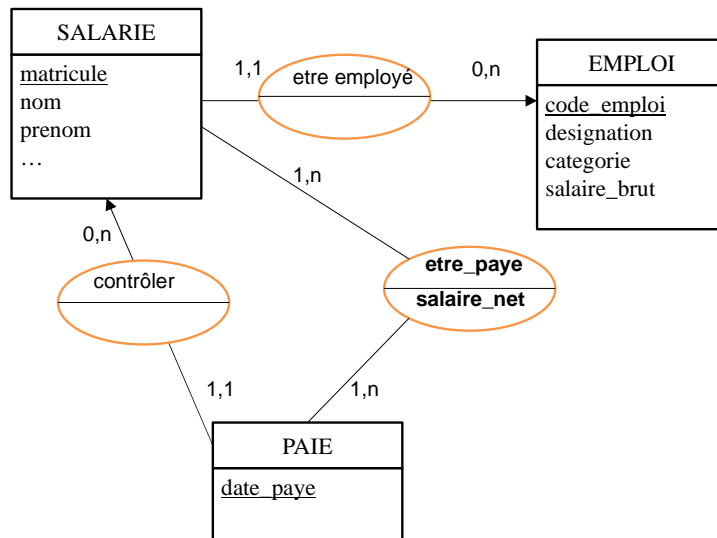 SALARIE
matricule
nom
prenom
…
1,1
etre employé
0,n
EMPLOI
code_emploi
designation
categorie
salaire_brut
1,n
0,n
contrôler
etre_paye
salaire_net
1,1
1,n
PAIE
date_paye